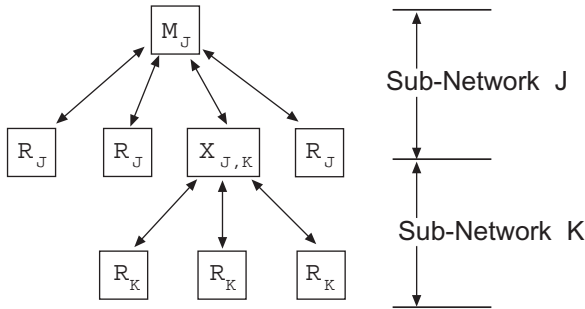 M_J
Sub-Network J
R_J R_J X_J,K R_J
Sub-Network K
R_K R_K R_K